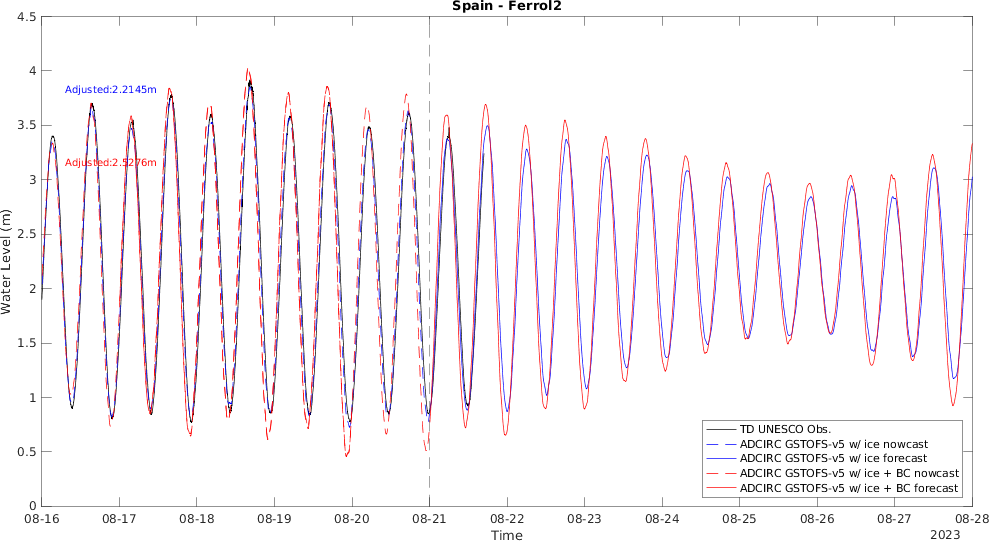 Spain - Ferrol2
4.5
4
3.5
3
2.5
2
1.5
1
0.5
0
Water Level (m)
Adjusted:2.2145m
Adjusted:2.5276m
TD UNESCO Obs.
ADCIRC GSTOFS-v5 w/ ice nowcast
ADCIRC GSTOFS-v5 w/ ice forecast
ADCIRC GSTOFS-v5 w/ ice + BC nowcast
ADCIRC GSTOFS-v5 w/ ice + BC forecast
08-16 08-17 08-18 08-19 08-20 08-21 08-22 08-23 08-24 08-25 08-26 08-27 08-28
Time
2023